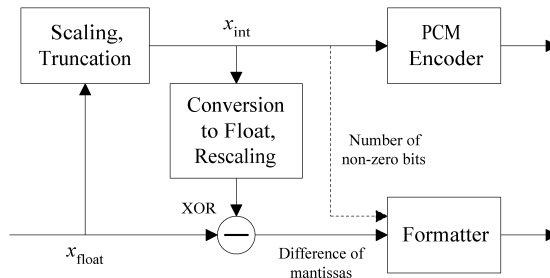 Scaling,
Truncation
x_int
PCM
Encoder
Conversion
to Float,
Rescaling
Number of
non-zero bits
XOR
x_float
Difference of
mantissas
Formatter